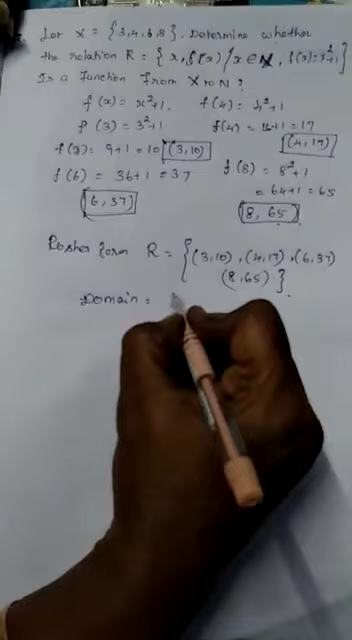 Let X = {3,4,6,8}. Determine whether
the relation R = {x, f(x) / x ∈ X, f(x)=x²+1}
Is a function from X to N?
f(x) = x²+1. f(4) = 4²+1
f(3) = 3²+1 f(4) = 16+1 = 17
f(3) = 9+1 = 10 (3,10) (4,17)
f(6) = 36+1 = 37 f(8) = 8²+1
= 64+1 = 65
(6,37) (8, 65)
Rosher form R = {(3,10), (4,17), (6,37)
(8,65)}.
Domain =